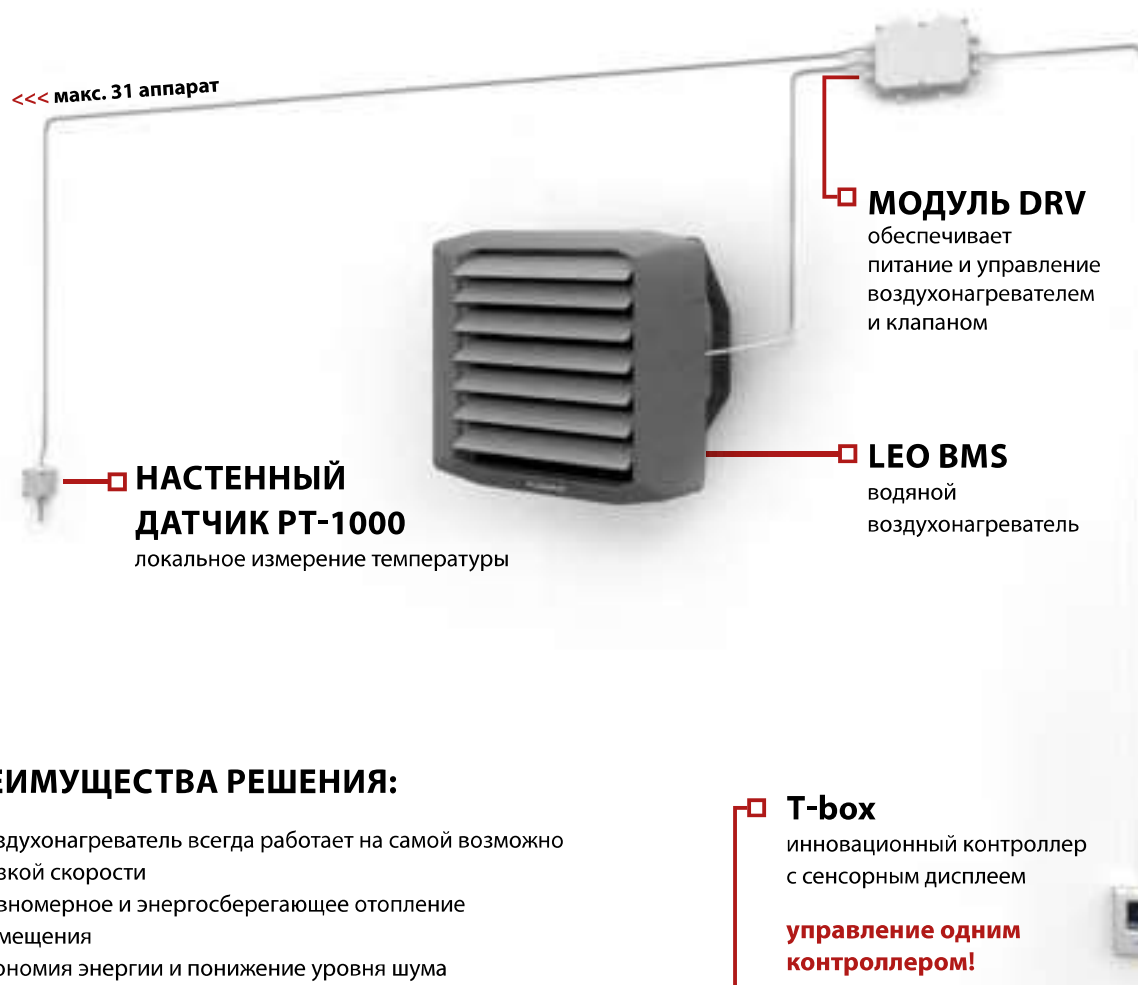 <<< макс. 31 аппарат
МОДУЛЬ DRV
обеспечивает
питание и управление
воздухонагревателем
и клапаном
LEO BMS
водяной
воздухонагреватель
НАСТЕННЫЙ
ДАТЧИК PT-1000
локальное измерение температуры
ЕИМУЩЕСТВА РЕШЕНИЯ:
здухонагреватель всегда работает на самой возможно
зкой скорости
вномерное и энергосберегающее отопление
мещения
ономия энергии и понижение уровня шума
T-box
инновационный контроллер
с сенсорным дисплеем
управление одним
контроллером!